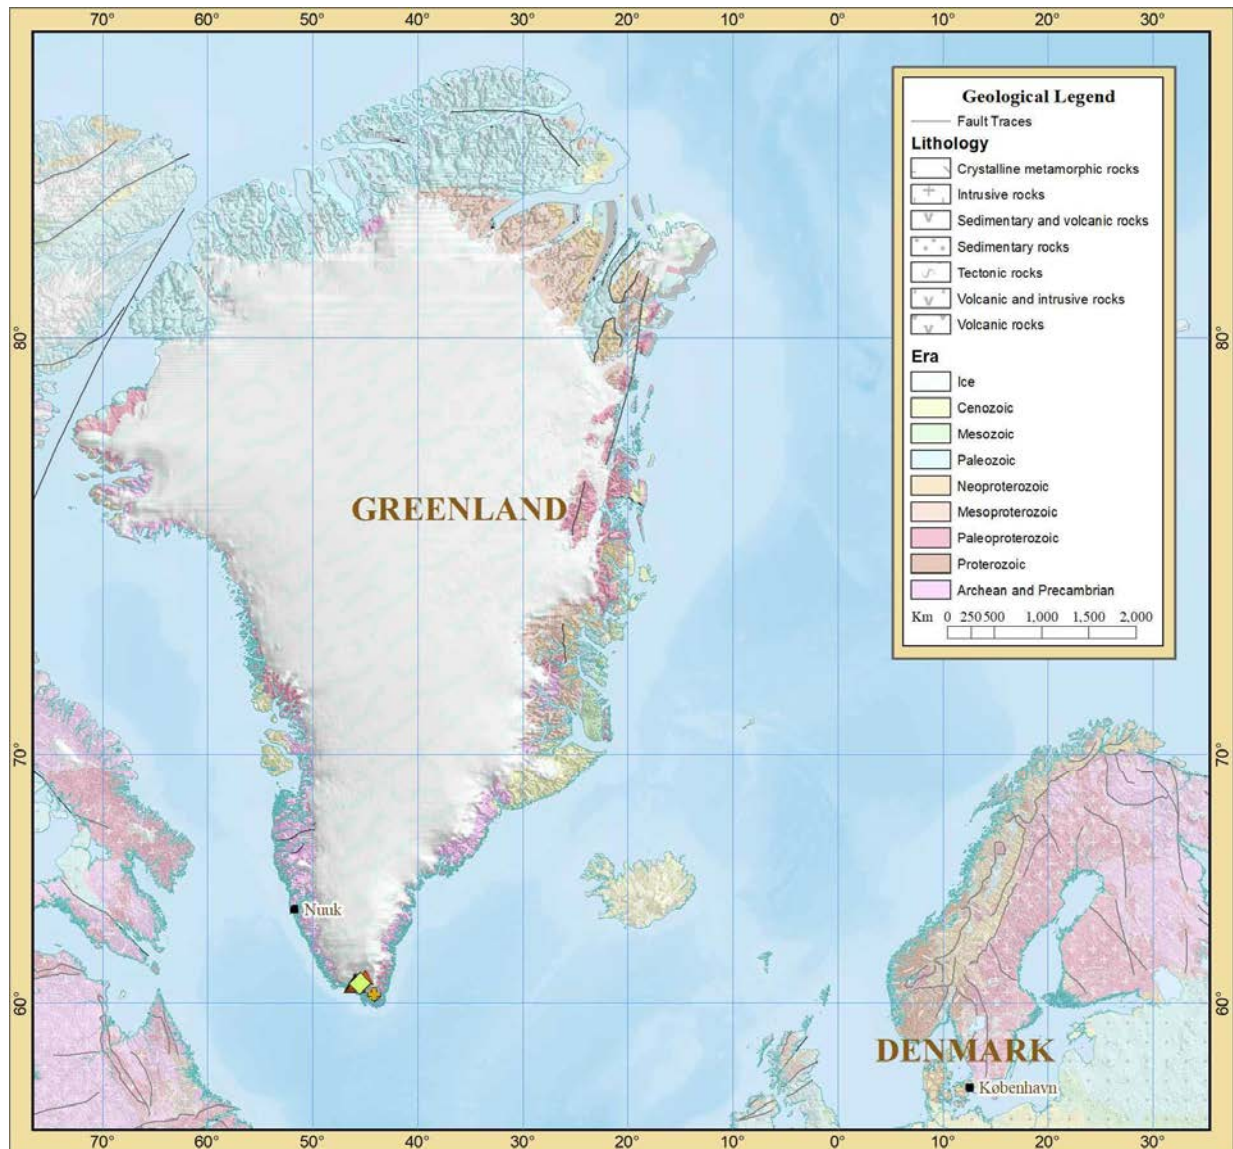 70° 60° 50° 40° 30° 20° 10° 0° 10° 20° 30°
Geological Legend
Fault Traces
Lithology
Crystalline metamorphic rocks
Intrusive rocks
Sedimentary and volcanic rocks
Sedimentary rocks
Tectonic rocks
Volcanic and intrusive rocks
Volcanic rocks
80° 80°
Era
Ice
Cenozoic
Mesozoic
Paleozoic
Neoproterozoic
Mesoproterozoic
Paleoproterozoic
Proterozoic
Archean and Precambrian
Km 0 250 500 1,000 1,500 2,000
GREENLAND
70° 70°
Nuuk
60° 60°
DENMARK
København
70° 60° 50° 40° 30° 20° 10° 0° 10° 20° 30°